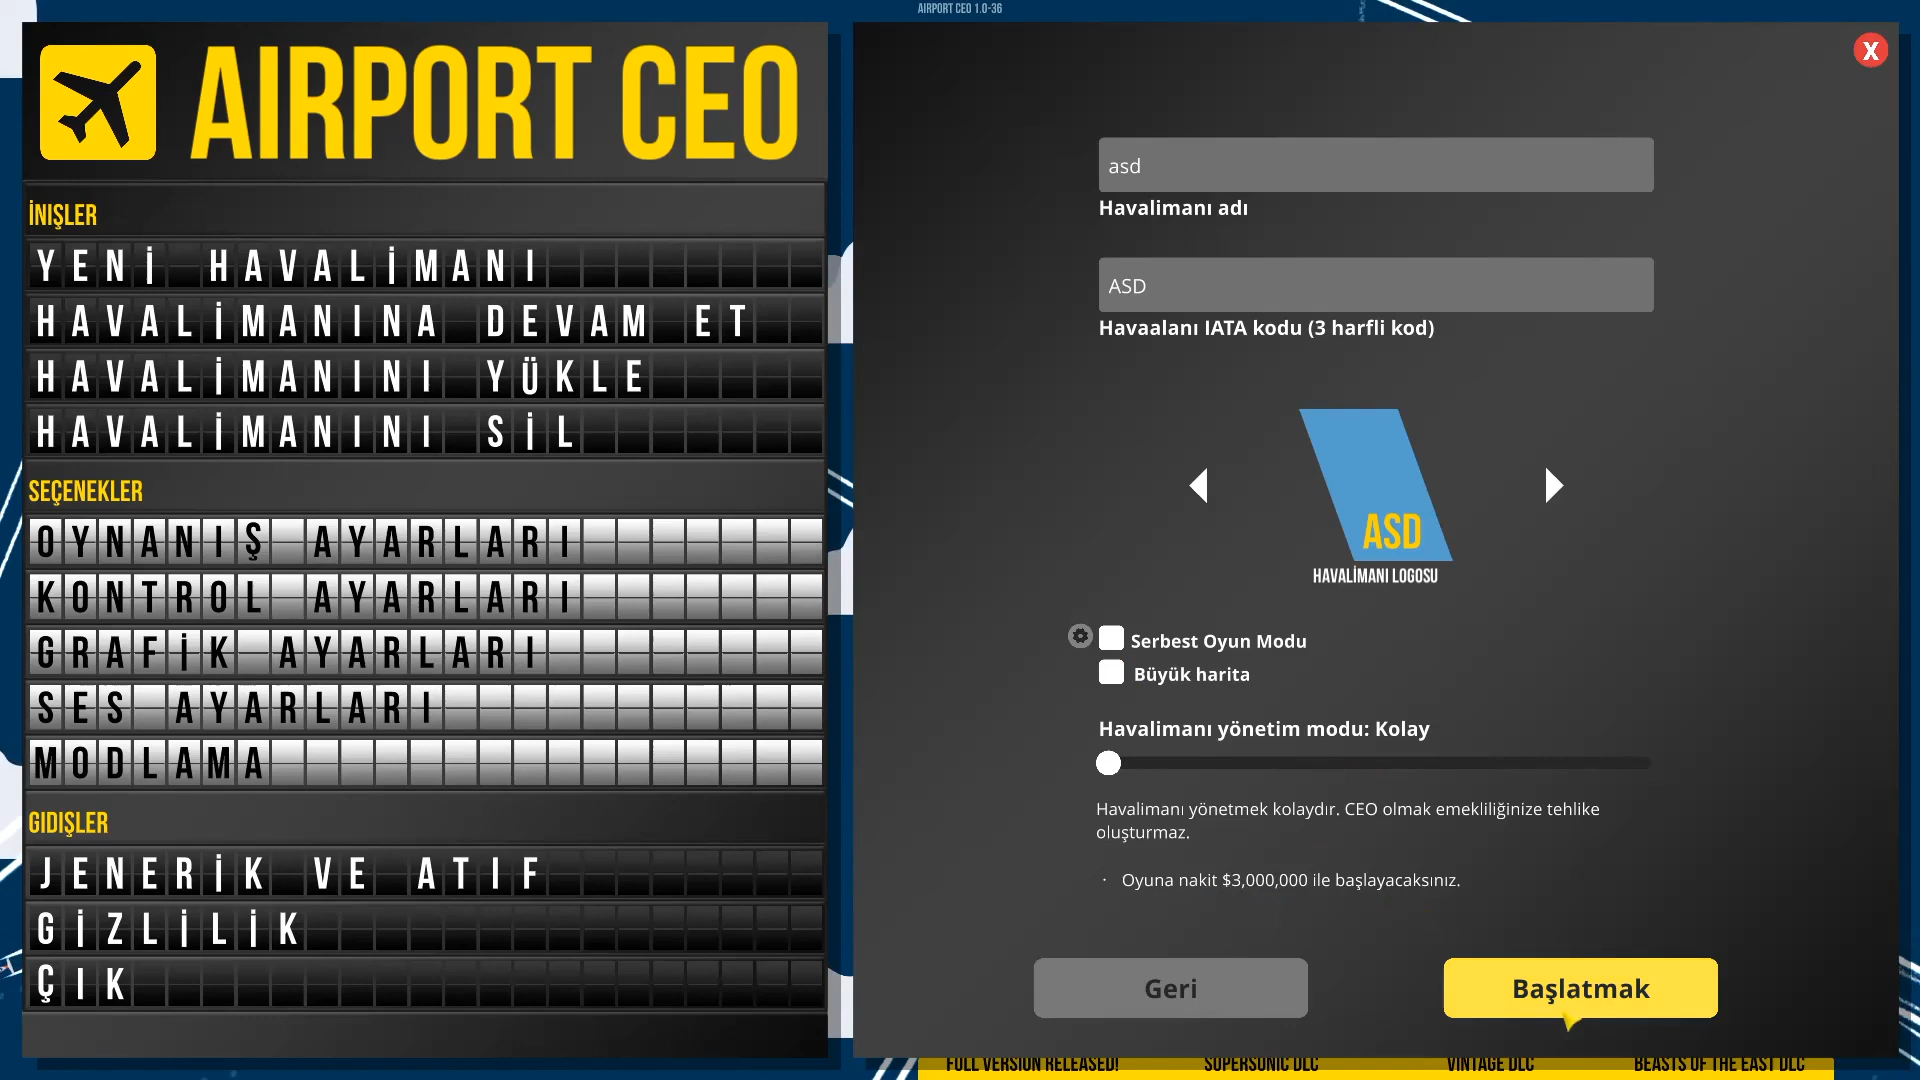 AIRPORT CEO 1.0-36
AIRPORT CEO
İNIŞLER
YENİ HAVALİMANI
HAVALİMANINA DEVAM ET
HAVALİMANINI YÜKLE
HAVALİMANINI SİL
SEÇENEKLER
OYNANIŞ AYARLARI
KONTROL AYARLARI
GRAFİK AYARLARI
SES AYARLARI
MODLAMA
GIDIŞLER
JENERİK VE ATIF
GİZLİLİK
ÇIK
X
asd
Havalimanı adı
ASD
Havaalanı IATA kodu (3 harfli kod)
ASD
HAVALİMANI LOGOSU
Serbest Oyun Modu
Büyük harita
Havalimanı yönetim modu: Kolay
Havalimanı yönetmek kolaydır. CEO olmak emekliliğinize tehlike
oluşturmaz.
· Oyuna nakit $3,000,000 ile başlayacaksınız.
Geri
Başlatmak
FULL VERSION RELEASED! SUPERSONIC DLC VINTAGE DLC BEASTS OF THE EAST DLC